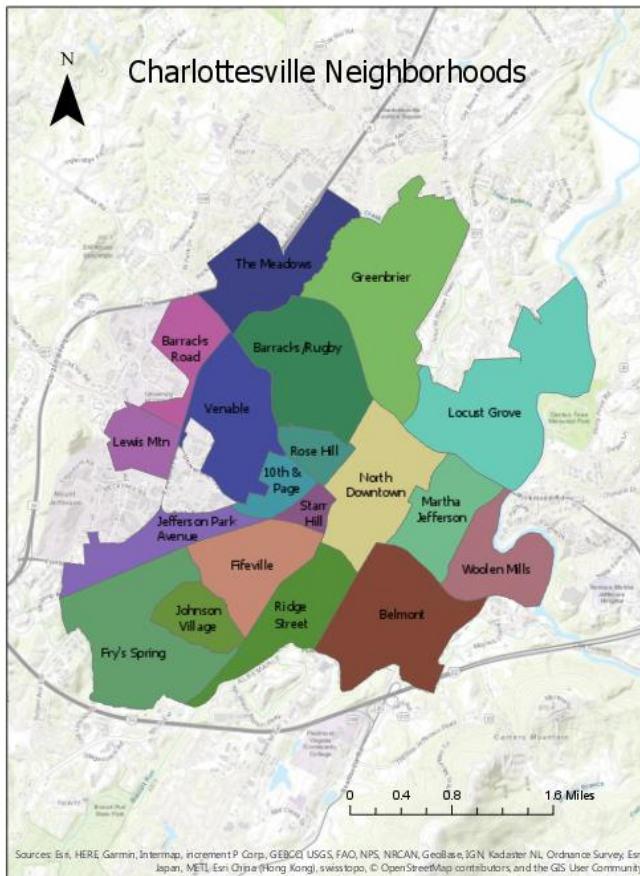 N
Charlottesville Neighborhoods
The Meadows
Greenbrier
Barracks
Road
Barracks/Rugby
Venable
Locust Grove
Lewis Mtn
Rose Hill
10th &
Page
North
Downtown
Starr
Hill
Martha
Jefferson
Jefferson Park
Avenue
Fifeville
Woolen Mills
Johnson
Village
Ridge
Street
Belmont
Fry's Spring
0 0.4 0.8 1.6 Miles
Sources: Esri, HERE, Garmin, Intermap, increment P Corp., GEBCO, USGS, FAO, NPS, NRCAN, GeoBase, IGN, Kadaster NL, Ordnance Survey, Esri
Japan, METI, Esri China (Hong Kong), swisstopo, © OpenStreetMap contributors, and the GIS User Community